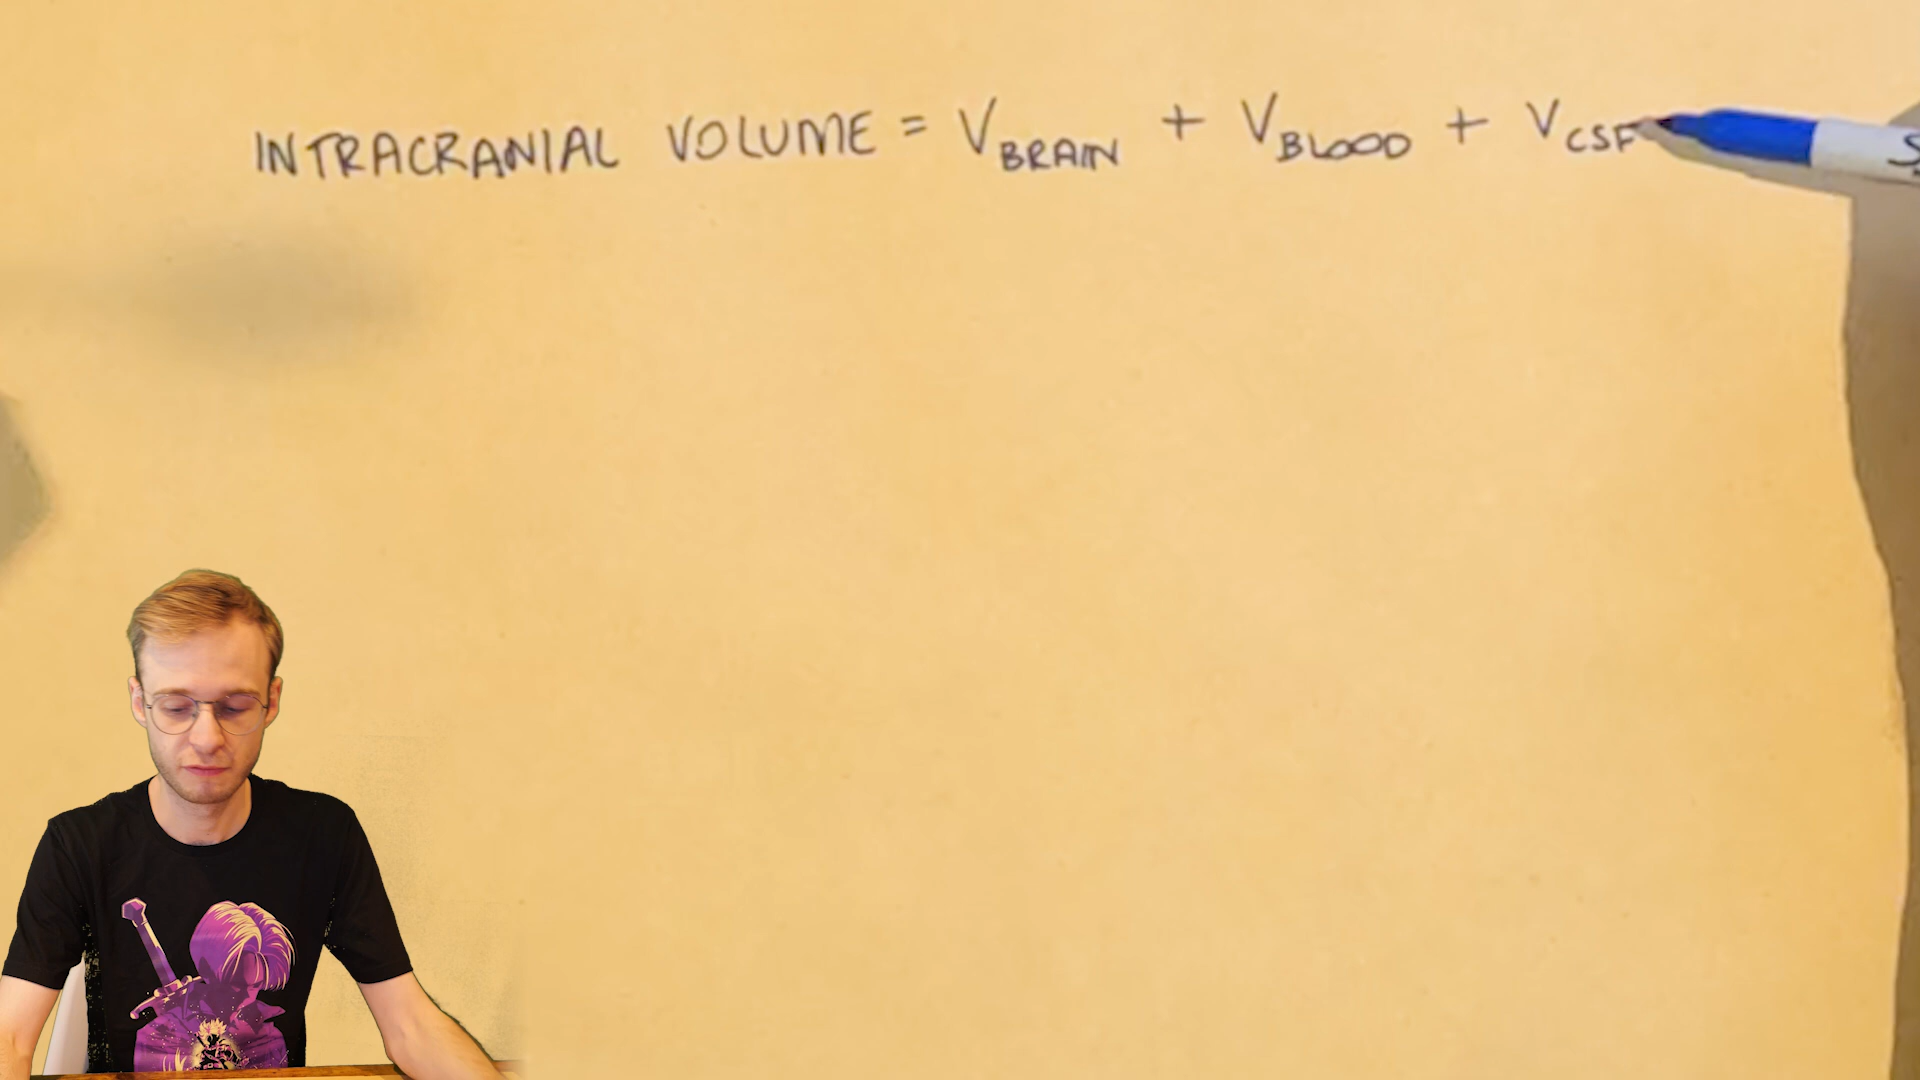 INTRACRANIAL VOLUME = V BRAIN + V BLOOD + V CSF